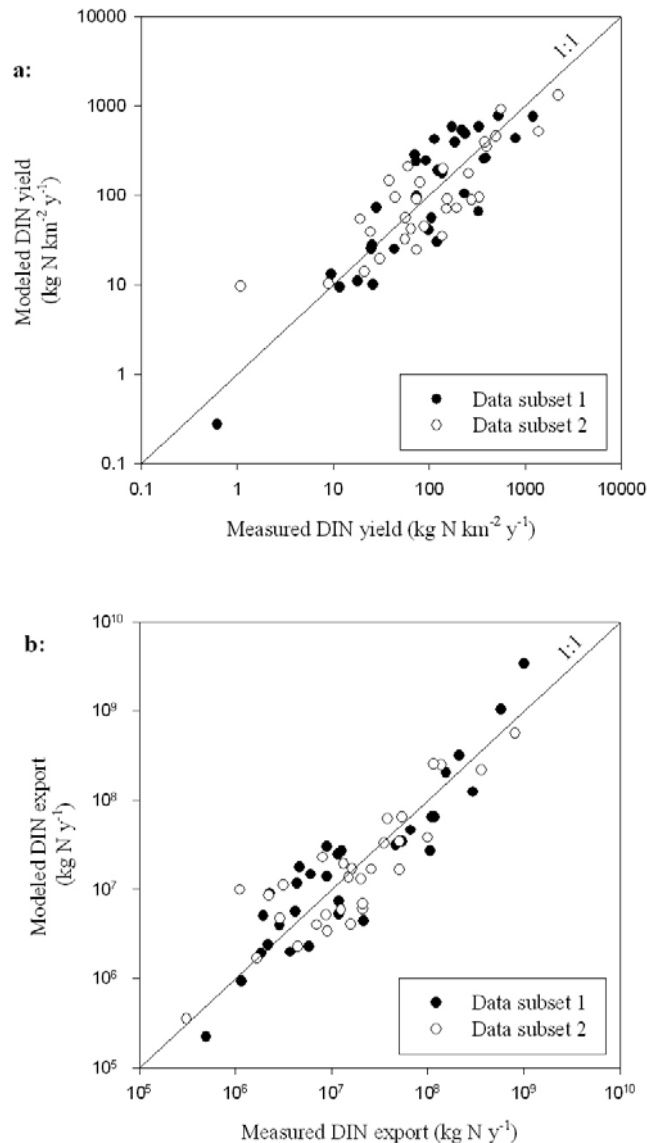 a:
10000
1000
100
10
1
0.1
Modeled DIN yield
(kg N km-2 y-1)
1:1
Data subset 1
Data subset 2
0.1 1 10 100 1000 10000
Measured DIN yield (kg N km-2 y-1)
b:
10^10
10^9
10^8
10^7
10^6
10^5
Modeled DIN export
(kg N y-1)
1:1
Data subset 1
Data subset 2
10^5 10^6 10^7 10^8 10^9 10^10
Measured DIN export (kg N y-1)